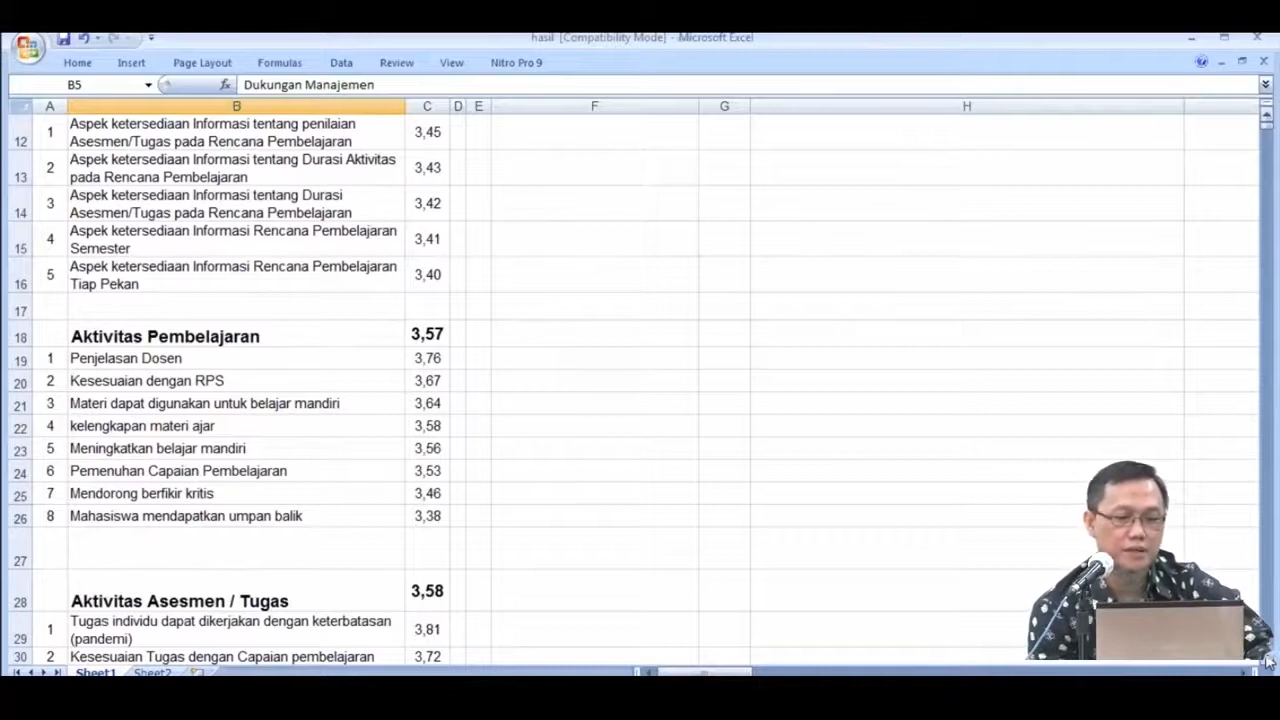 hasil [Compatibility Mode] - Microsoft Excel
Home Insert Page Layout Formulas Data Review View Nitro Pro 9
B5 fx Dukungan Manajemen
A B C D E F G H
12 1 Aspek ketersediaan Informasi tentang penilaian
Asesmen/Tugas pada Rencana Pembelajaran 3,45
13 2 Aspek ketersediaan Informasi tentang Durasi Aktivitas
pada Rencana Pembelajaran 3,43
14 3 Aspek ketersediaan Informasi tentang Durasi
Asesmen/Tugas pada Rencana Pembelajaran 3,42
15 4 Aspek ketersediaan Informasi Rencana Pembelajaran
Semester 3,41
16 5 Aspek ketersediaan Informasi Rencana Pembelajaran
Tiap Pekan 3,40
17
18 Aktivitas Pembelajaran 3,57
19 1 Penjelasan Dosen 3,76
20 2 Kesesuaian dengan RPS 3,67
21 3 Materi dapat digunakan untuk belajar mandiri 3,64
22 4 kelengkapan materi ajar 3,58
23 5 Meningkatkan belajar mandiri 3,56
24 6 Pemenuhan Capaian Pembelajaran 3,53
25 7 Mendorong berfikir kritis 3,46
26 8 Mahasiswa mendapatkan umpan balik 3,38
27
28 Aktivitas Asesmen / Tugas 3,58
29 1 Tugas individu dapat dikerjakan dengan keterbatasan
(pandemi) 3,81
30 2 Kesesuaian Tugas dengan Capaian pembelajaran 3,72
Sheet1 Sheet2